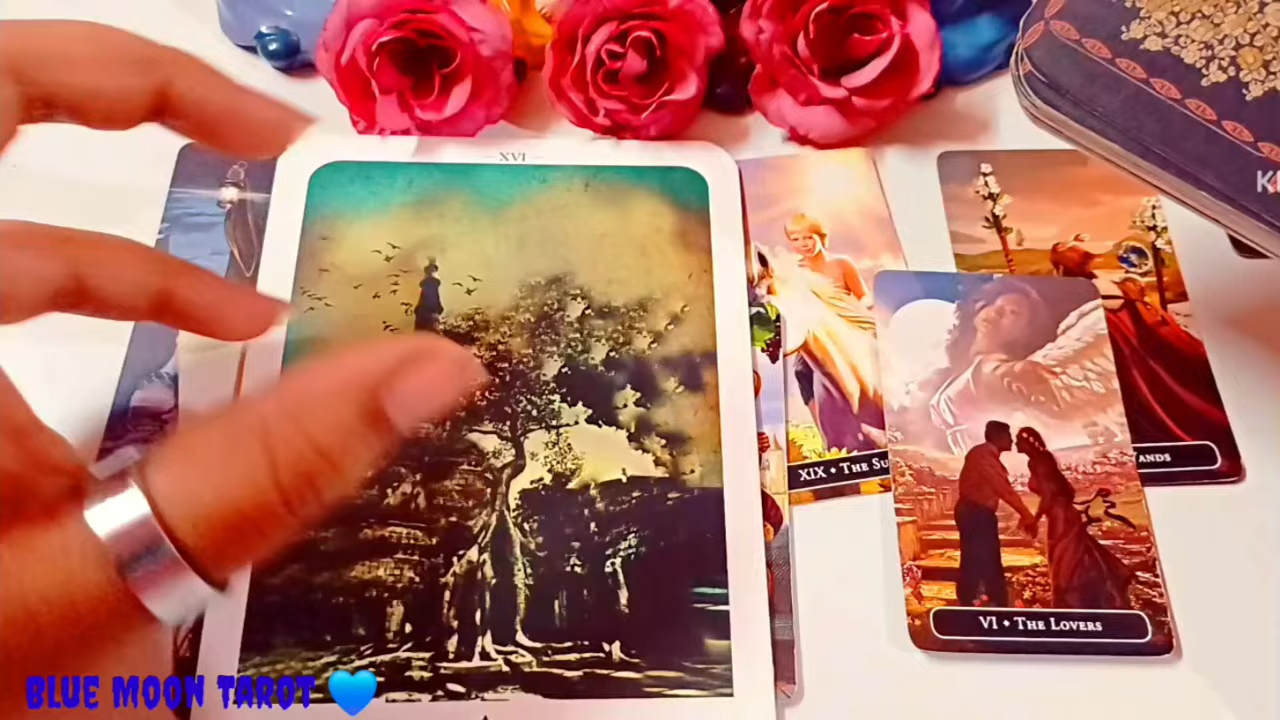 XVI
XIX ♦ THE SU
ANDS
VI ♦ THE LOVERS
BLUE MOON TAROT 💙